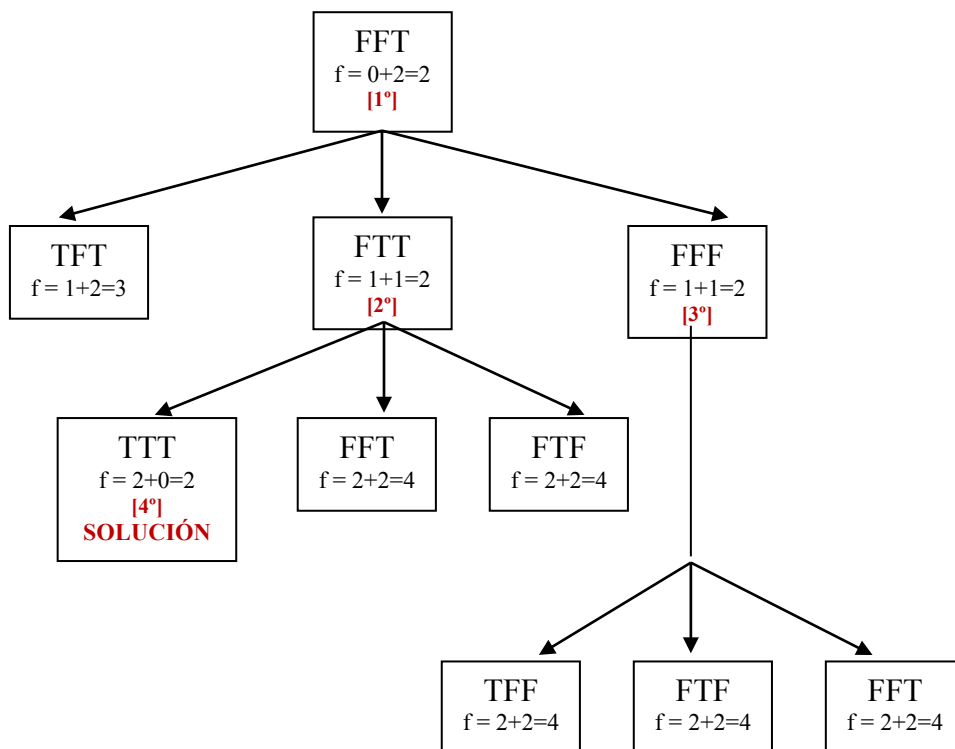 FFT
f = 0+2=2
[1º]
TFT
f = 1+2=3
FTT
f = 1+1=2
[2º]
FFF
f = 1+1=2
[3º]
TTT
f = 2+0=2
[4º]
SOLUCIÓN
FFT
f = 2+2=4
FTF
f = 2+2=4
TFF
f = 2+2=4
FTF
f = 2+2=4
FFT
f = 2+2=4